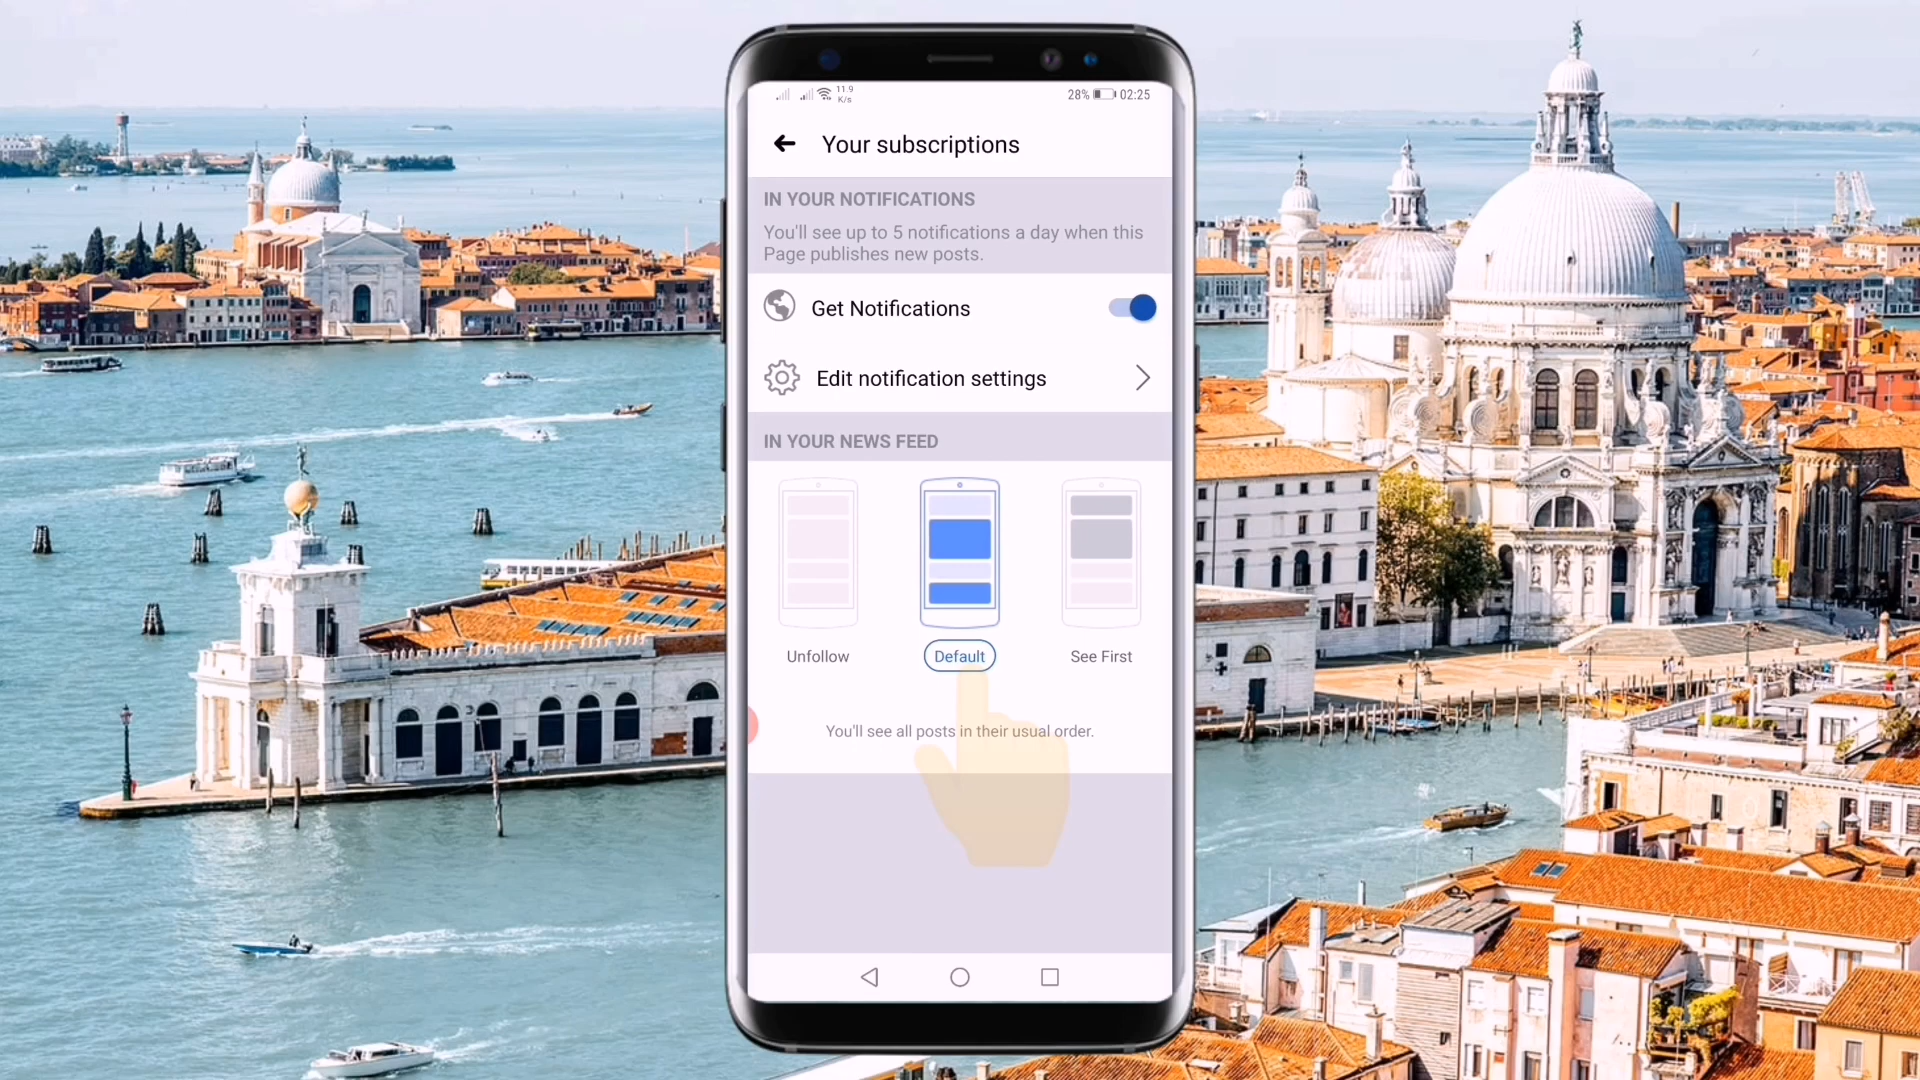 11.9
K/s
28% 02:25
Your subscriptions
IN YOUR NOTIFICATIONS
You'll see up to 5 notifications a day when this
Page publishes new posts.
Get Notifications
Edit notification settings
IN YOUR NEWS FEED
Unfollow Default See First
You'll see all posts in their usual order.